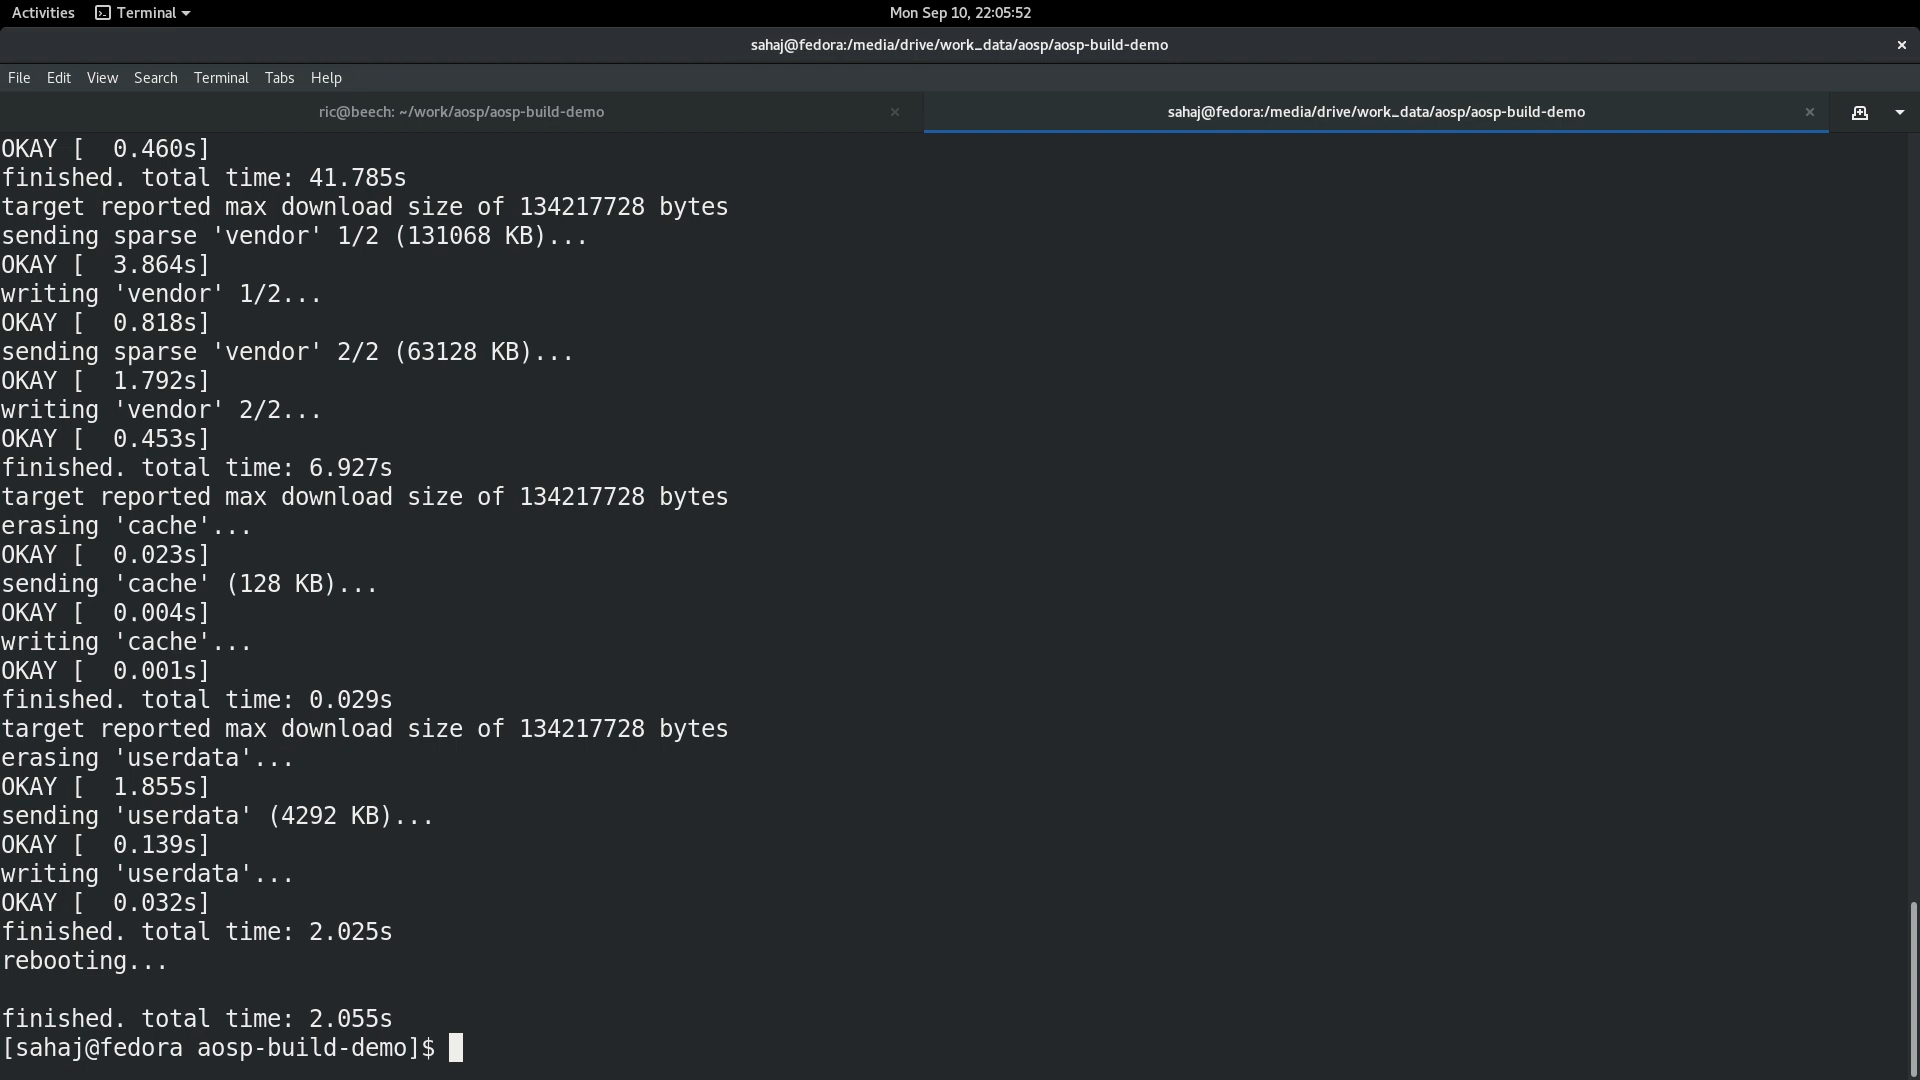 Activities Terminal Mon Sep 10, 22:05:52
sahaj@fedora:/media/drive/work_data/aosp/aosp-build-demo
File Edit View Search Terminal Tabs Help
ric@beech: ~/work/aosp/aosp-build-demo sahaj@fedora:/media/drive/work_data/aosp/aosp-build-demo
OKAY [  0.460s]
finished. total time: 41.785s
target reported max download size of 134217728 bytes
sending sparse 'vendor' 1/2 (131068 KB)...
OKAY [  3.864s]
writing 'vendor' 1/2...
OKAY [  0.818s]
sending sparse 'vendor' 2/2 (63128 KB)...
OKAY [  1.792s]
writing 'vendor' 2/2...
OKAY [  0.453s]
finished. total time: 6.927s
target reported max download size of 134217728 bytes
erasing 'cache'...
OKAY [  0.023s]
sending 'cache' (128 KB)...
OKAY [  0.004s]
writing 'cache'...
OKAY [  0.001s]
finished. total time: 0.029s
target reported max download size of 134217728 bytes
erasing 'userdata'...
OKAY [  1.855s]
sending 'userdata' (4292 KB)...
OKAY [  0.139s]
writing 'userdata'...
OKAY [  0.032s]
finished. total time: 2.025s
rebooting...

finished. total time: 2.055s
[sahaj@fedora aosp-build-demo]$